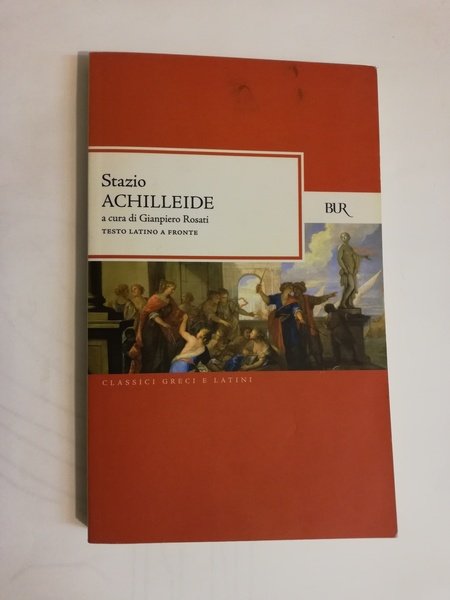 Stazio
ACHILLEIDE
a cura di Gianpiero Rosati
TESTO LATINO A FRONTE
BUR
CLASSICI GRECI E LATINI